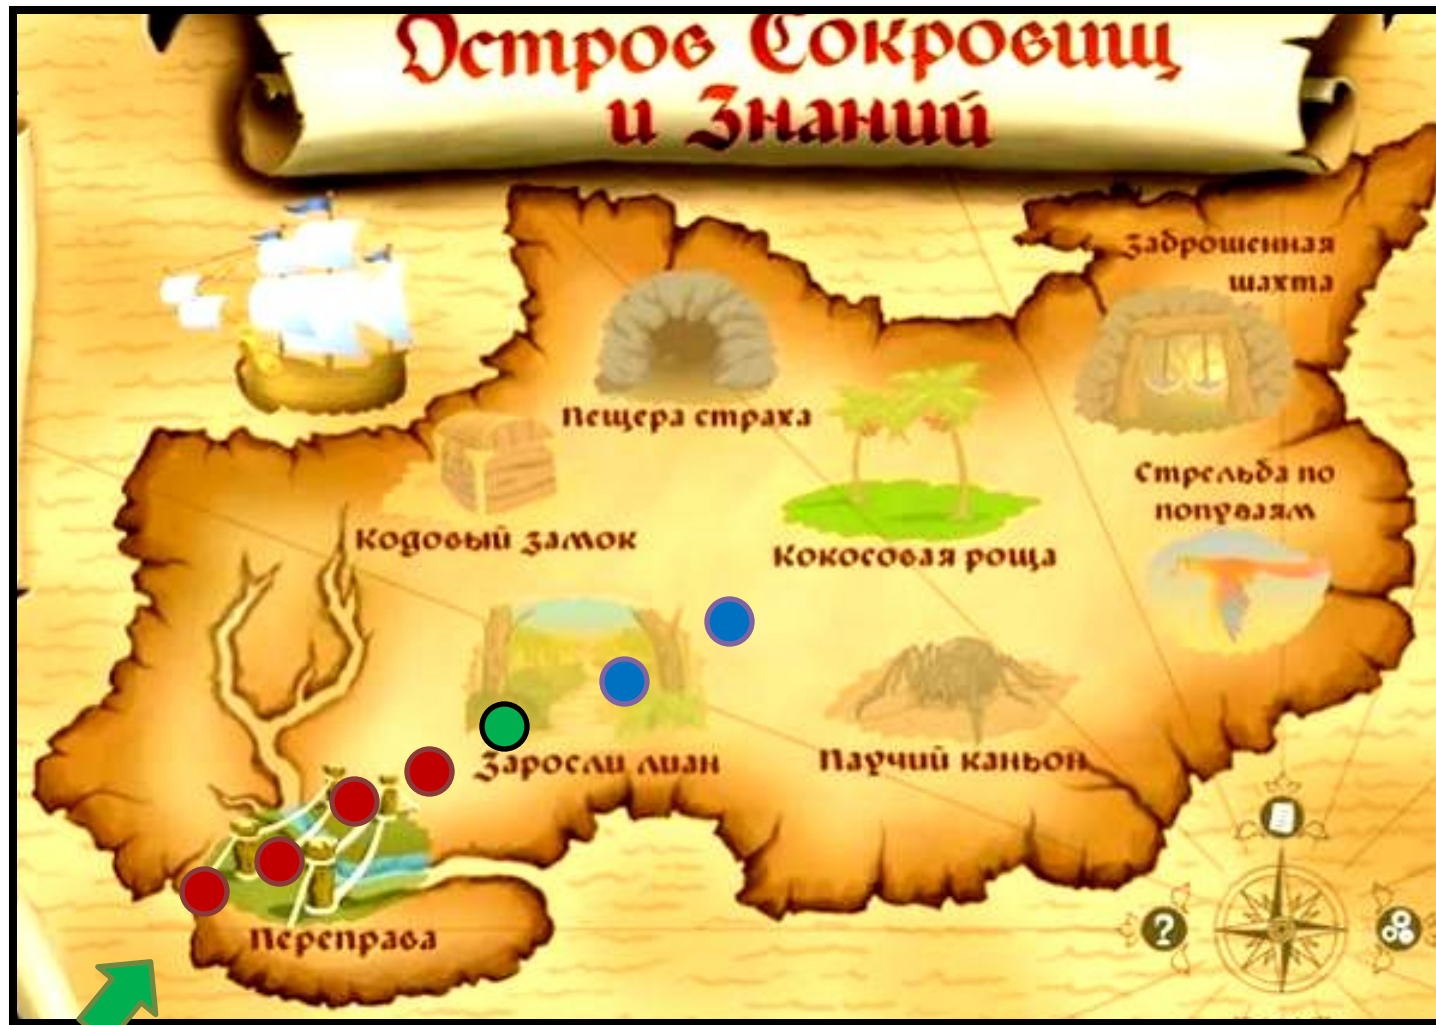 Остров Сокровищ
и Знаний
Заброшенная
шахта
Пещера страха
Стрельба по
попугаям
Кодовый замок
Кокосовая роща
Заросли лиан
Паучий каньон
?
Переправа